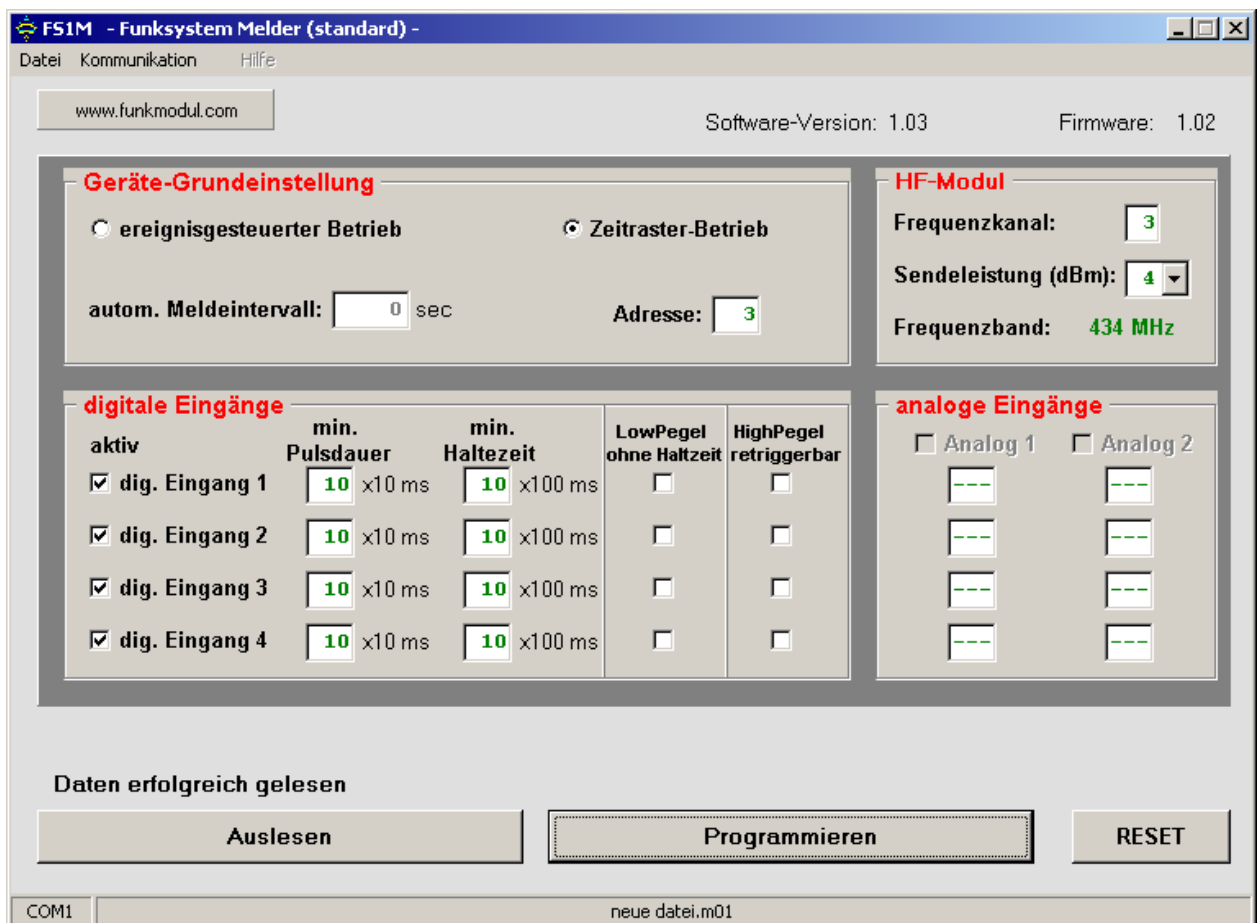 FS1M - Funksystem Melder (standard) -
Datei Kommunikation Hilfe
www.funkmodul.com
Software-Version: 1.03 Firmware: 1.02
Geräte-Grundeinstellung
ereignisgesteuerter Betrieb Zeitraster-Betrieb
autom. Meldeintervall: 0 sec Adresse: 3
HF-Modul
Frequenzkanal: 3
Sendeleistung (dBm): 4
Frequenzband: 434 MHz
digitale Eingänge
aktiv min. Pulsdauer min. Haltezeit LowPegel ohne Haltzeit HighPegel retriggerbar
dig. Eingang 1 10 x10 ms 10 x100 ms
dig. Eingang 2 10 x10 ms 10 x100 ms
dig. Eingang 3 10 x10 ms 10 x100 ms
dig. Eingang 4 10 x10 ms 10 x100 ms
analoge Eingänge
Analog 1 Analog 2
--- ---
--- ---
--- ---
--- ---
Daten erfolgreich gelesen
Auslesen Programmieren RESET
COM1 neue datei.m01